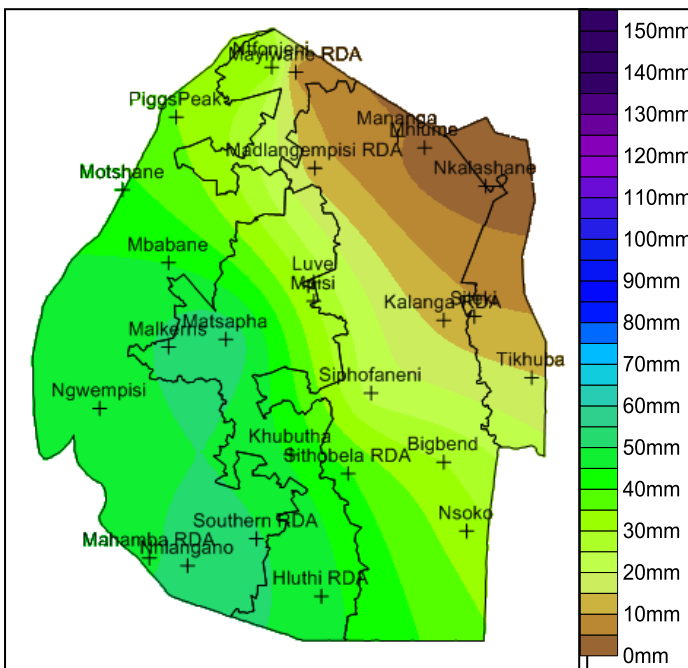 150mm
140mm
130mm
120mm
110mm
100mm
90mm
80mm
70mm
60mm
50mm
40mm
30mm
20mm
10mm
0mm
Ntfonjeni
Mayiwane RDA
PiggsPeak
Mananga
Mhlume
Madlangempisi RDA
Nkalashane
Motshane
Mbabane
Luve
Mpisi
Kalanga RDA
Siteki
Malkerns
Matsapha
Tikhuba
Ngwempisi
Siphofaneni
Khubutha
Sithobela RDA
Bigbend
Nsoko
Southern RDA
Mahamba RDA
Nhlangano
Hluthi RDA